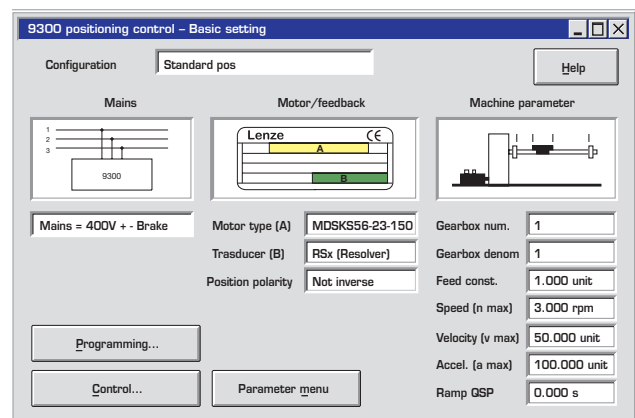 9300 positioning control – Basic setting
Configuration Standard pos
Help
Mains Motor/feedback Machine parameter
1
2
3
9300
Lenze CE
A
B
Mains = 400V + - Brake
Motor type (A) MDSKS56-23-150
Trasducer (B) RSx (Resolver)
Position polarity Not inverse
Gearbox num. 1
Gearbox denom 1
Feed const. 1.000 unit
Speed (n max) 3.000 rpm
Velocity (v max) 50.000 unit
Accel. (a max) 100.000 unit
Ramp QSP 0.000 s
Programming...
Control... Parameter menu